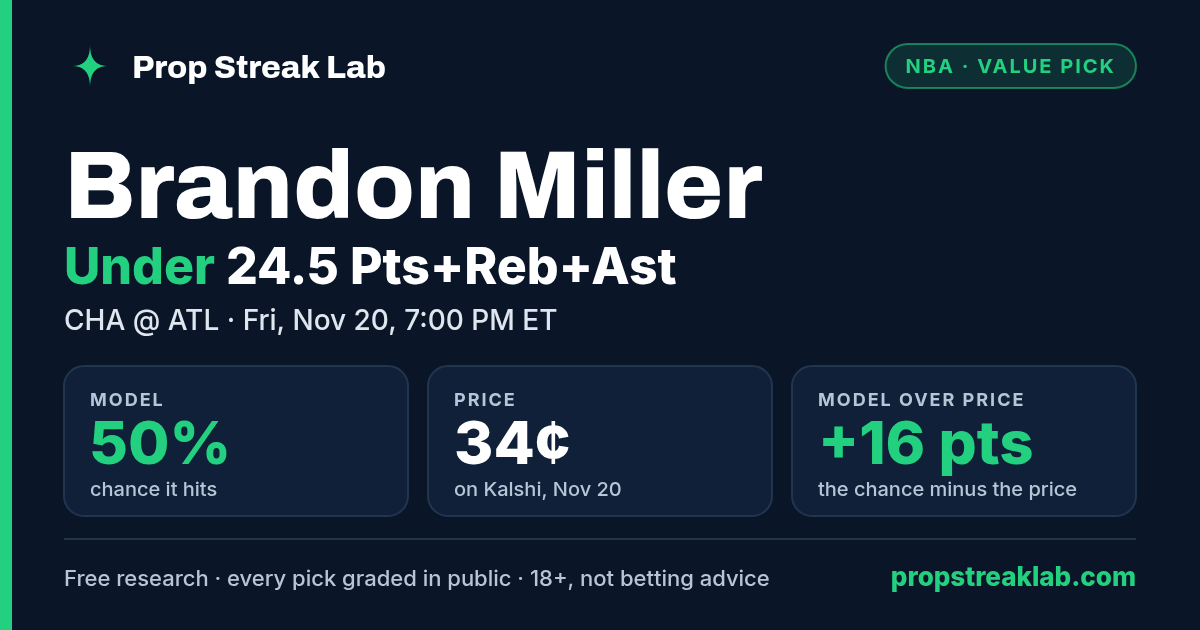 Prop Streak Lab
NBA · VALUE PICK
Brandon Miller
Under 24.5 Pts+Reb+Ast
CHA @ ATL · Fri, Nov 20, 7:00 PM ET
MODEL
50%
chance it hits
PRICE
34¢
on Kalshi, Nov 20
MODEL OVER PRICE
+16 pts
the chance minus the price
Free research · every pick graded in public · 18+, not betting advice
propstreaklab.com